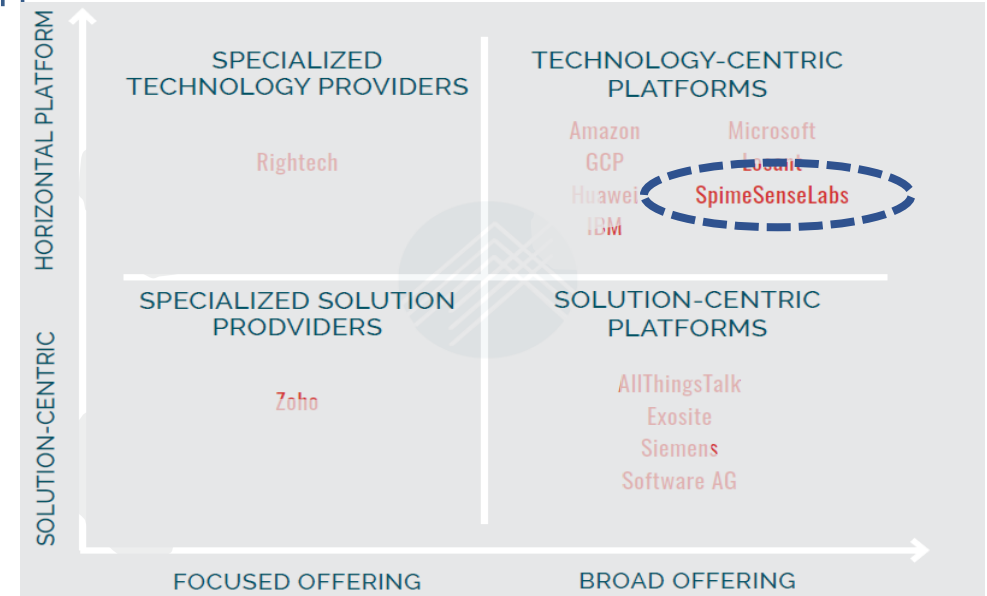 HORIZONTAL PLATFORM
SPECIALIZED
TECHNOLOGY PROVIDERS
Rightech
TECHNOLOGY-CENTRIC
PLATFORMS
Amazon
Microsoft
GCP
Losant
Huawei
SpimeSenseLabs
IBM
SOLUTION-CENTRIC
SPECIALIZED SOLUTION
PRODVIDERS
Zoho
SOLUTION-CENTRIC
PLATFORMS
AllThingsTalk
Exosite
Siemens
Software AG
FOCUSED OFFERING
BROAD OFFERING